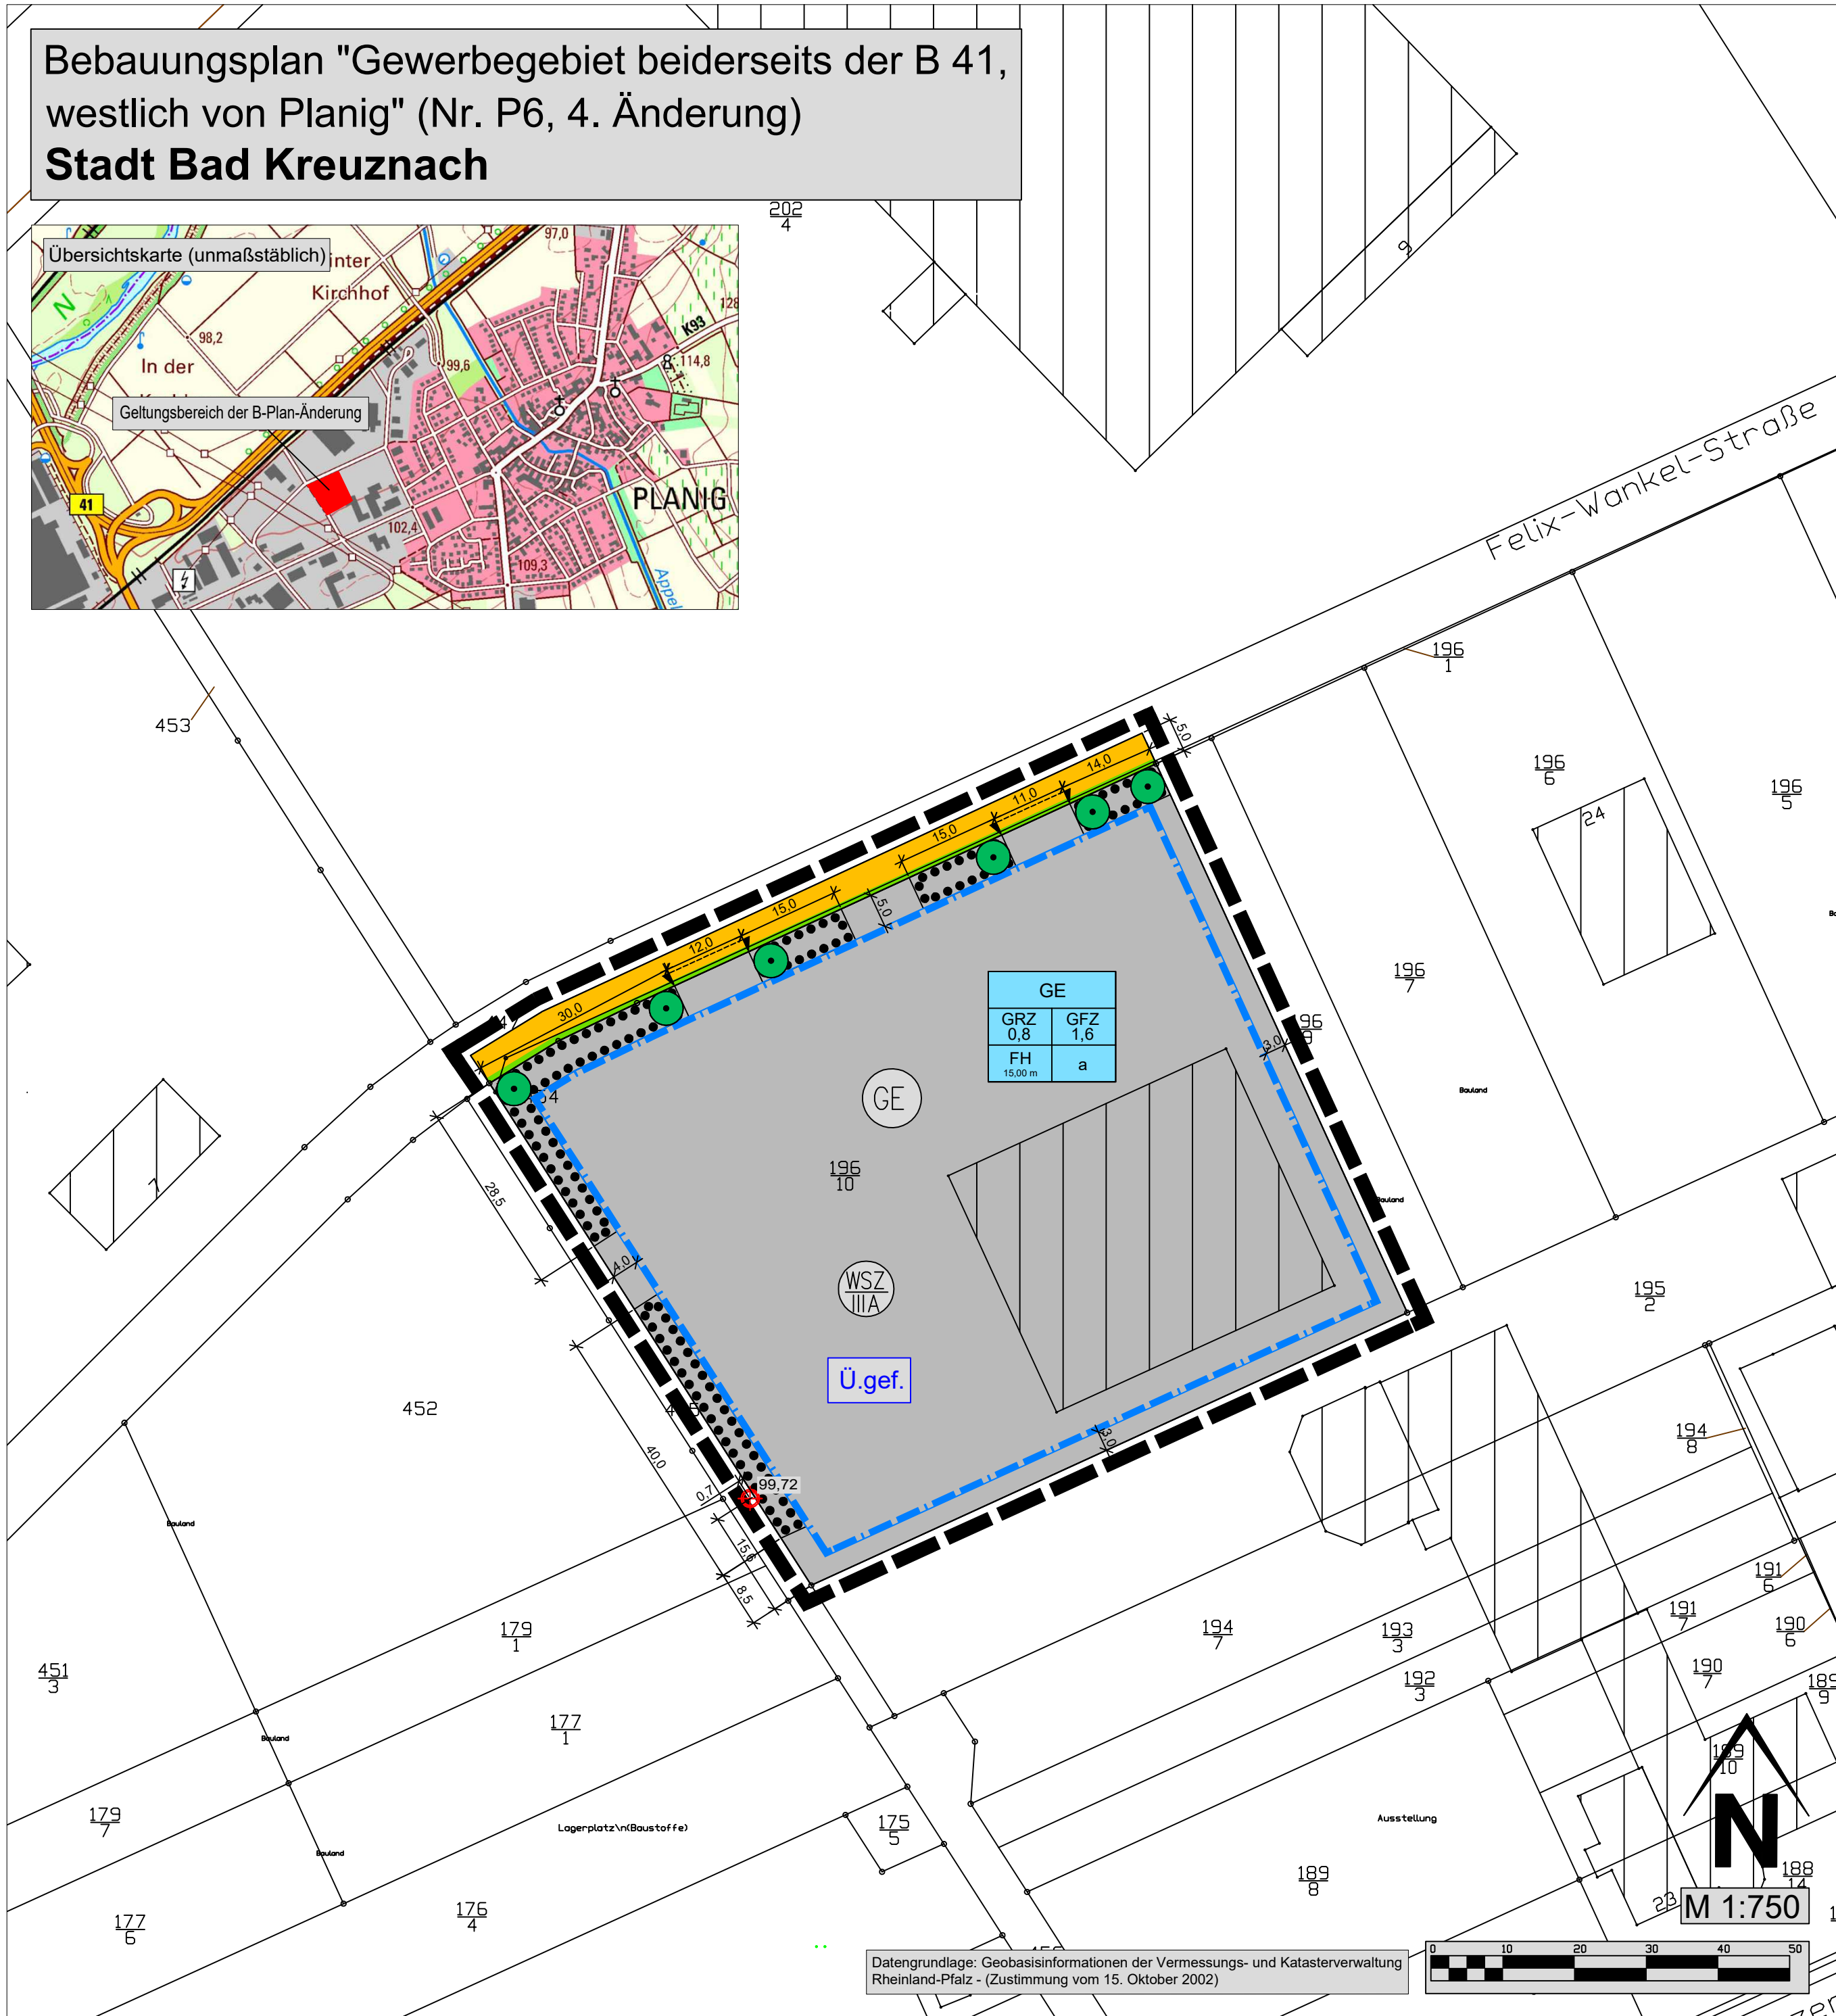 Bebauungsplan "Gewerbegebiet beiderseits der B 41,
westlich von Planig" (Nr. P6, 4. Änderung)
Stadt Bad Kreuznach
Übersichtskarte (unmaßstäblich)
inter
Kirchhof
97,0
N
98,2
In der
99,6
K93
128
114,8
Geltungsbereich der B-Plan-Änderung
41
PLANIG
102,4
109,3
Appel
202
4
9
Felix-Wankel-Straße
453
196
1
196
6
196
5
24
5,0
14,0
11,0
15,0
5,0
15,0
12,0
30,0
196
7
GE
GRZ
0,8
GFZ
1,6
FH
15,00 m
a
3,0
Bauland
GE
7
28,5
196
10
Bauland
4,0
WSZ
IIIA
195
2
Ü.gef.
452
40,0
3,0
194
8
99,72
0,7
Bauland
15,6
8,5
191
6
191
7
190
6
179
1
194
7
193
3
451
3
192
3
190
7
189
9
177
1
Bauland
189
10
179
7
Lagerplatz\n(Baustoffe)
175
5
Ausstellung
N
Bauland
189
8
188
14
176
4
177
6
23
M 1:750
Datengrundlage: Geobasisinformationen der Vermessungs- und Katasterverwaltung
Rheinland-Pfalz - (Zustimmung vom 15. Oktober 2002)
0 10 20 30 40 50